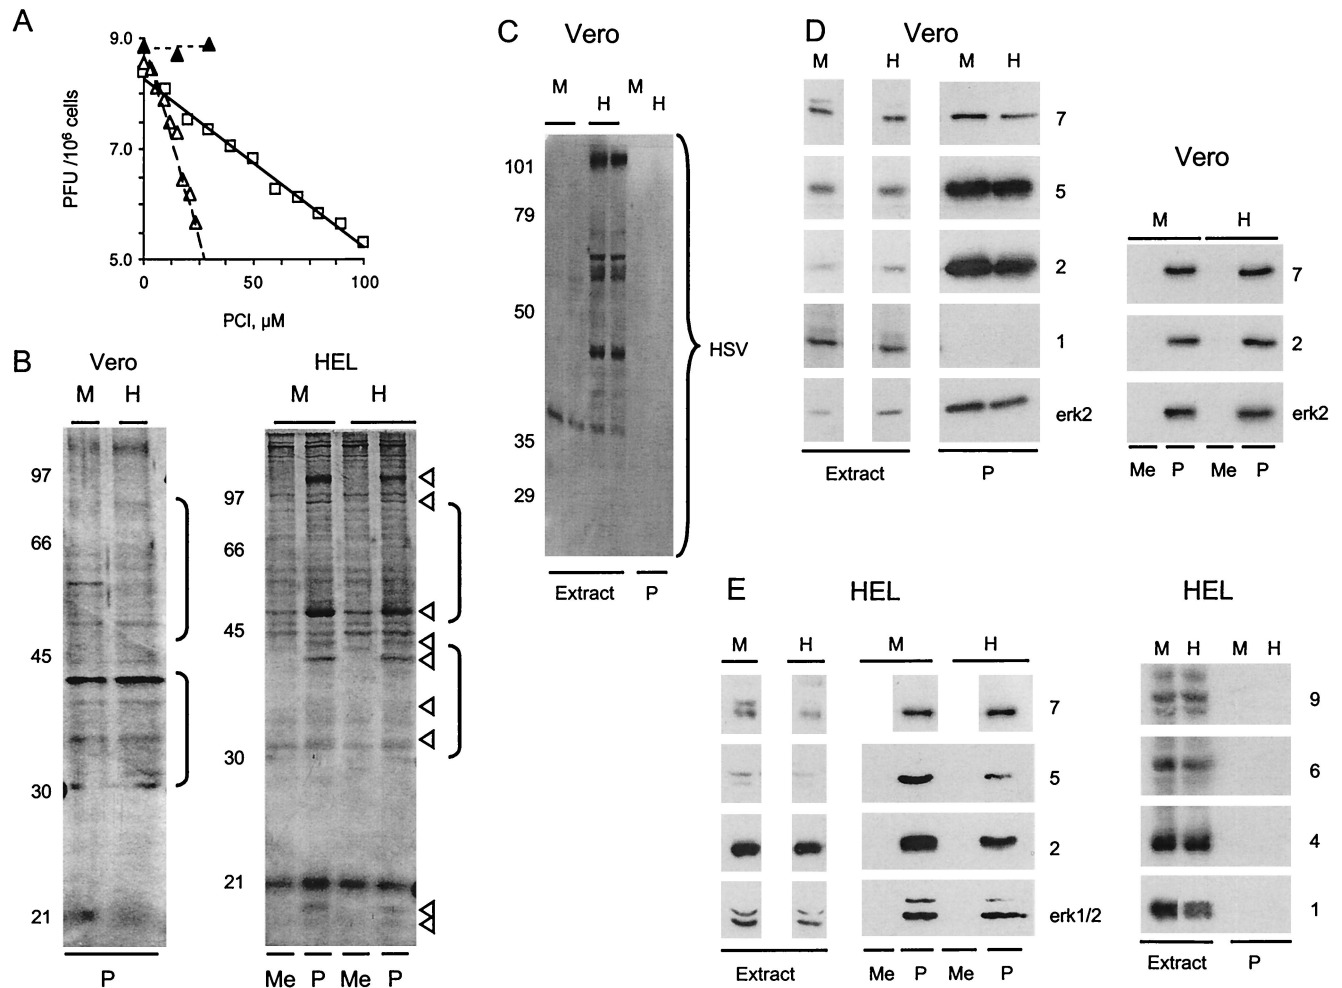 A
9.0
7.0
5.0
PFU /10⁶ cells
0 50 100
PCI, µM
B
Vero HEL
M H M H
97
66
45
30
21
97
66
45
30
21
P Me P Me P
C
Vero
M M
H H
101
79
50
35
29
HSV
Extract P
D
Vero
M H M H
7
5
2
1
erk2
Extract P
Vero
M H
7
2
erk2
Me P Me P
E
HEL
M H M H
7
5
2
erk1/2
Extract Me P Me P
HEL
M H M H
9
6
4
1
Extract P